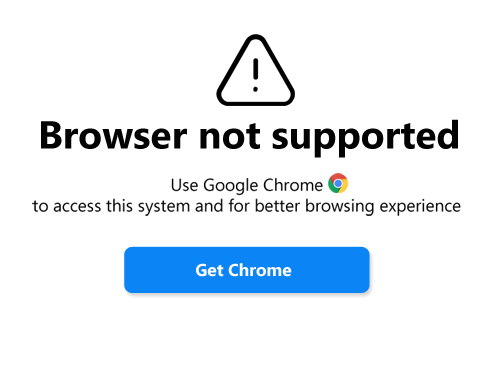 Browser not supported
Use Google Chrome
to access this system and for better browsing experience
Get Chrome